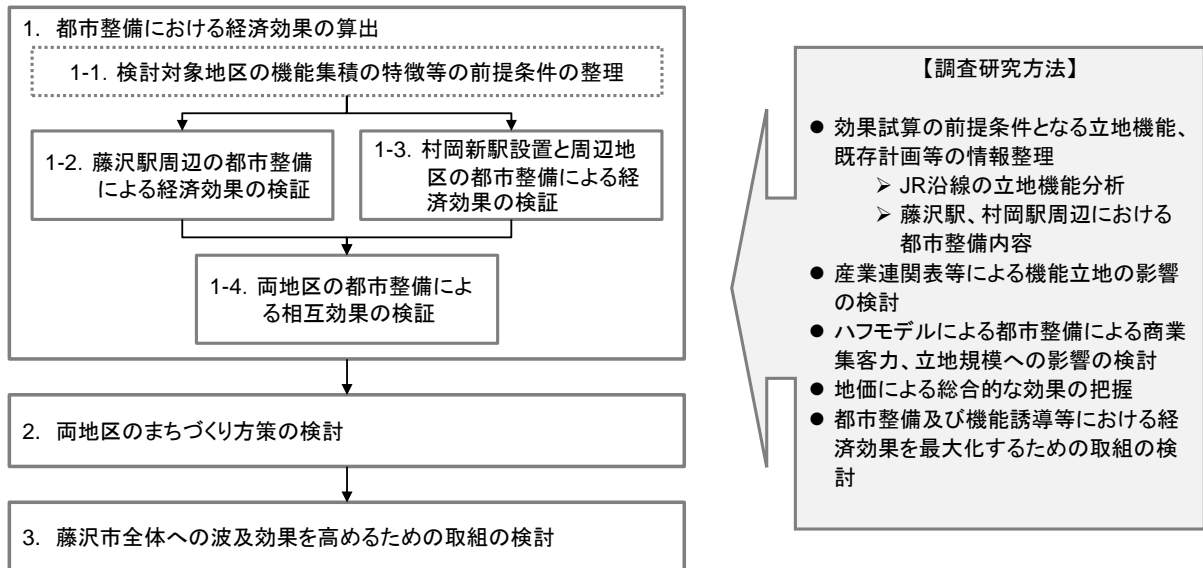 1. 都市整備における経済効果の算出
1-1. 検討対象地区の機能集積の特徴等の前提条件の整理
1-2. 藤沢駅周辺の都市整備
による経済効果の検証
1-3. 村岡新駅設置と周辺地
区の都市整備による経
済効果の検証
1-4. 両地区の都市整備によ
る相互効果の検証
2. 両地区のまちづくり方策の検討
3. 藤沢市全体への波及効果を高めるための取組の検討
【調査研究方法】
● 効果試算の前提条件となる立地機能、
既存計画等の情報整理
➢ JR沿線の立地機能分析
➢ 藤沢駅、村岡駅周辺における
都市整備内容
● 産業連関表等による機能立地の影響
の検討
● ハフモデルによる都市整備による商業
集客力、立地規模への影響の検討
● 地価による総合的な効果の把握
● 都市整備及び機能誘導等における経
済効果を最大化するための取組の検
討